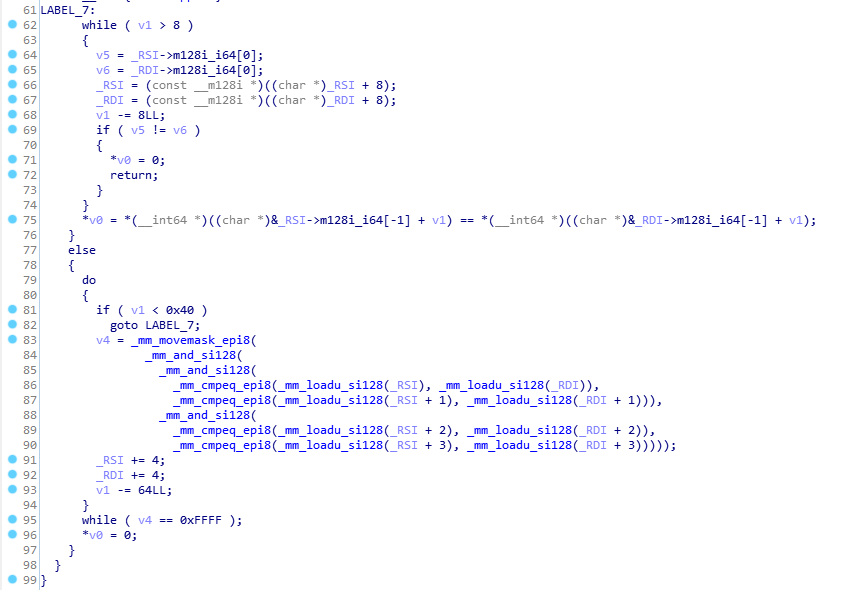 61 LABEL_7:
62 while ( v1 > 8 )
63 {
64 v5 = _RSI->m128i_i64[0];
65 v6 = _RDI->m128i_i64[0];
66 _RSI = (const __m128i *)((char *)_RSI + 8);
67 _RDI = (const __m128i *)((char *)_RDI + 8);
68 v1 -= 8LL;
69 if ( v5 != v6 )
70 {
71 *v0 = 0;
72 return;
73 }
74 }
75 *v0 = *(__int64 *)((char *)&_RSI->m128i_i64[-1] + v1) == *(__int64 *)((char *)&_RDI->m128i_i64[-1] + v1);
76 }
77 else
78 {
79 do
80 {
81 if ( v1 < 0x40 )
82 goto LABEL_7;
83 v4 = _mm_movemask_epi8(
84 _mm_and_si128(
85 _mm_and_si128(
86 _mm_cmpeq_epi8(_mm_loadu_si128(_RSI), _mm_loadu_si128(_RDI)),
87 _mm_cmpeq_epi8(_mm_loadu_si128(_RSI + 1), _mm_loadu_si128(_RDI + 1))),
88 _mm_and_si128(
89 _mm_cmpeq_epi8(_mm_loadu_si128(_RSI + 2), _mm_loadu_si128(_RDI + 2)),
90 _mm_cmpeq_epi8(_mm_loadu_si128(_RSI + 3), _mm_loadu_si128(_RDI + 3)))));
91 _RSI += 4;
92 _RDI += 4;
93 v1 -= 64LL;
94 }
95 while ( v4 == 0xFFFF );
96 *v0 = 0;
97 }
98 }
99 }